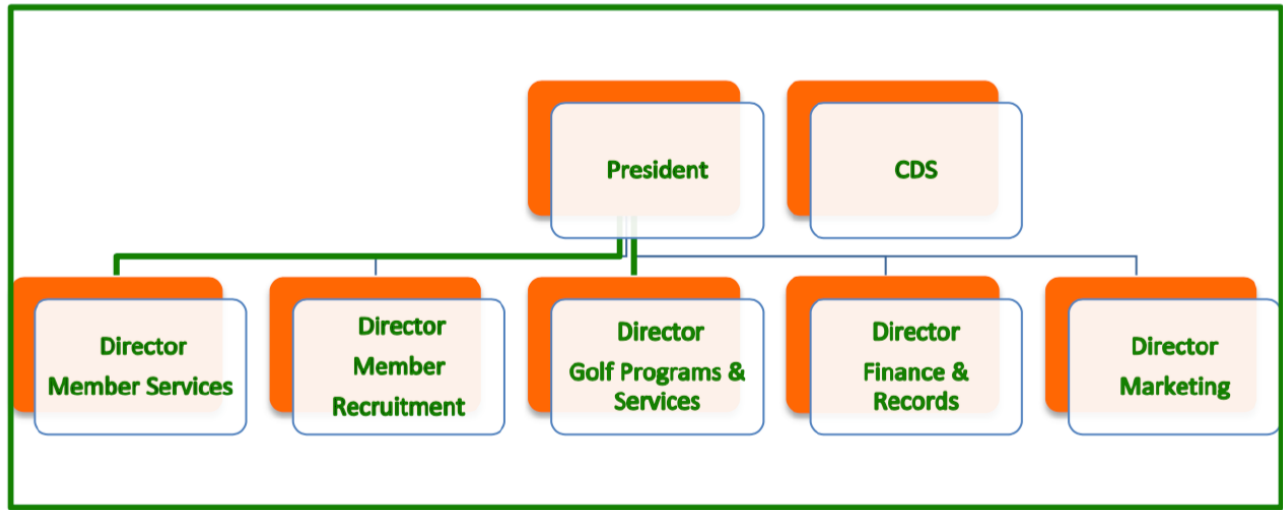 President
CDS
Director
Member Services
Director
Member
Recruitment
Director
Golf Programs &
Services
Director
Finance &
Records
Director
Marketing